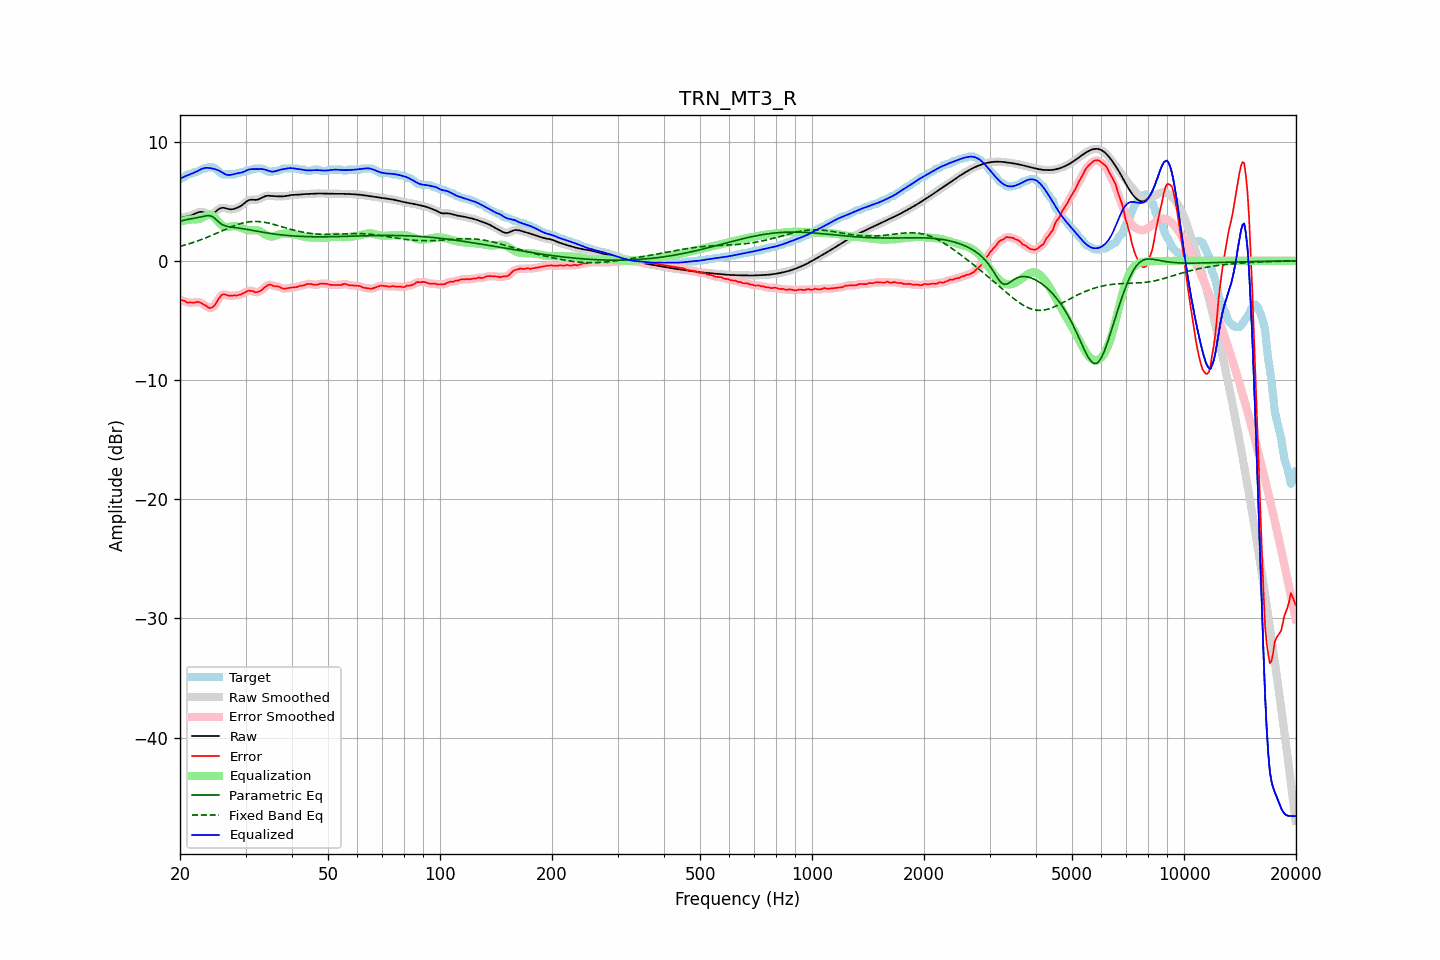 TRN_MT3_R
10
0
−10
−20
−30
−40
Amplitude (dBr)
Target
Raw Smoothed
Error Smoothed
Raw
Error
Equalization
Parametric Eq
Fixed Band Eq
Equalized
20 50 100 200 500 1000 2000 5000 10000 20000
Frequency (Hz)